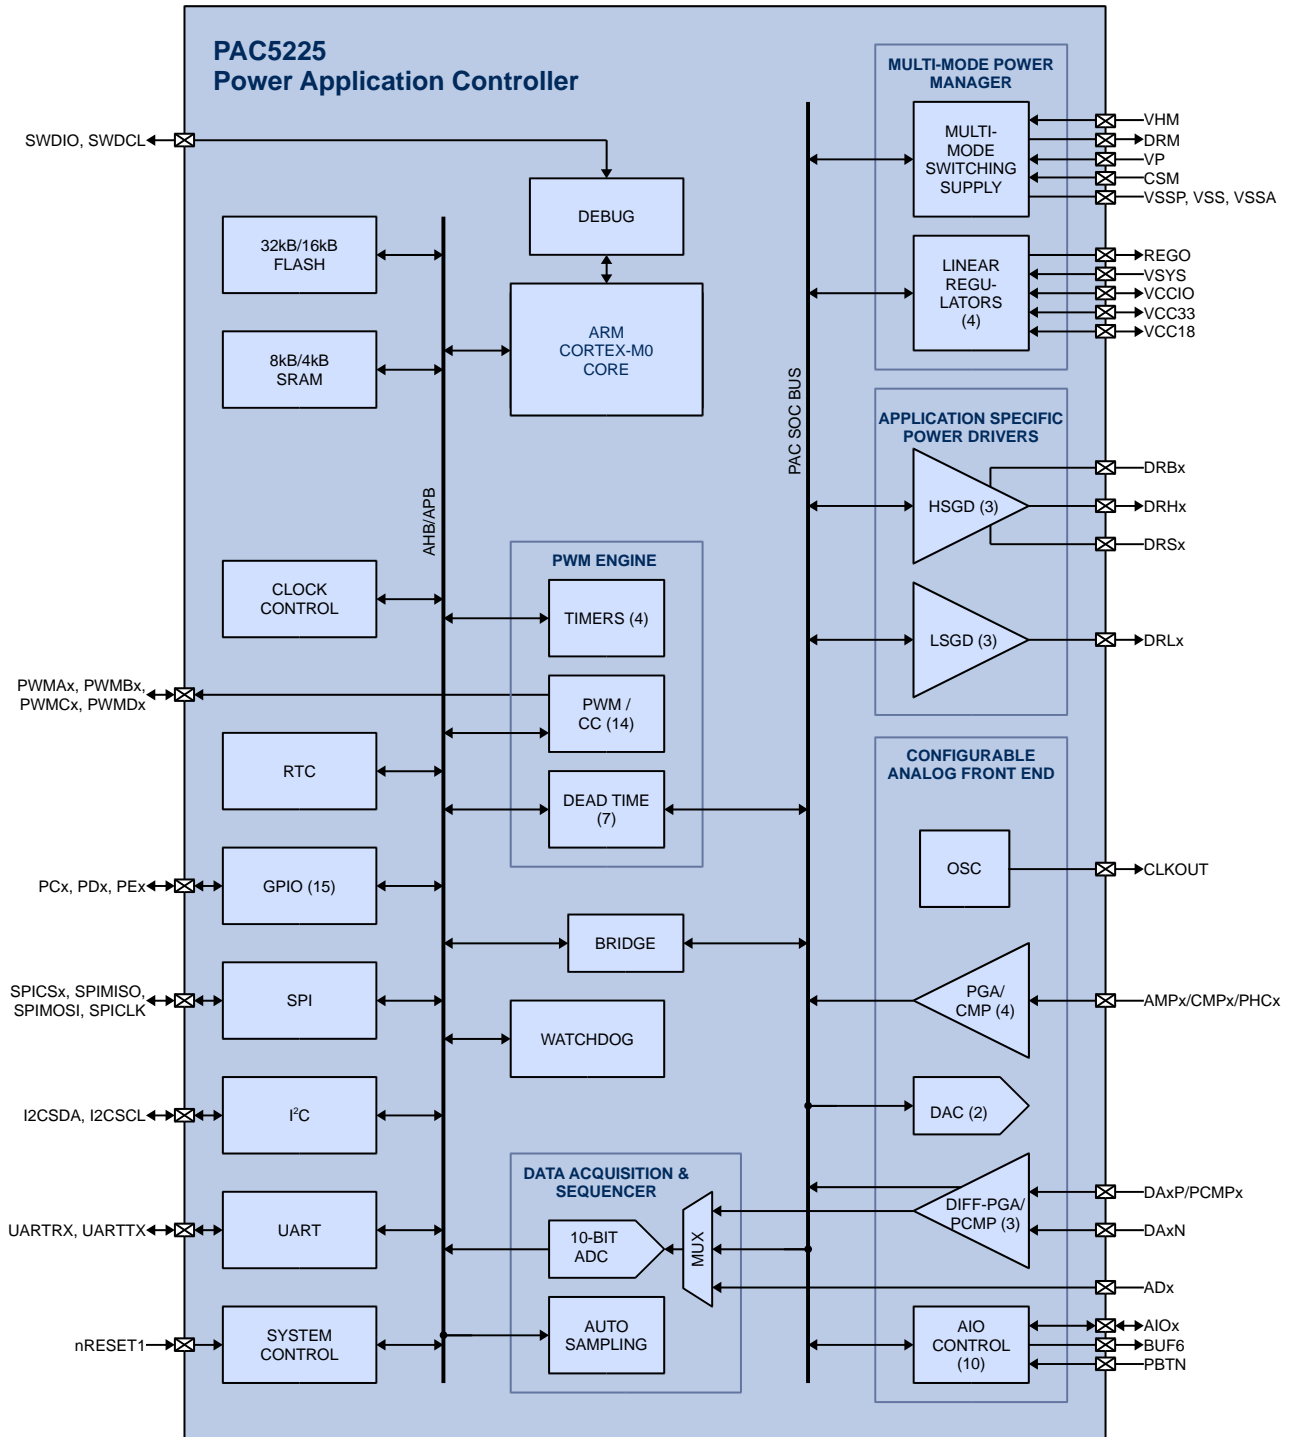 PAC5225
Power Application Controller
SWDIO, SWDCL
DEBUG
32kB/16kB
FLASH
8kB/4kB
SRAM
ARM
CORTEX-M0
CORE
AHB/APB
PAC SOC BUS
CLOCK
CONTROL
PWM ENGINE
TIMERS (4)
PWMAx, PWMBx,
PWMCx, PWMDx
PWM /
CC (14)
RTC
DEAD TIME
(7)
PCx, PDx, PEx
GPIO (15)
BRIDGE
SPICSx, SPIMISO,
SPIMOSI, SPICLK
SPI
WATCHDOG
I2CSDA, I2CSCL
I²C
DATA ACQUISITION &
SEQUENCER
UARTRX, UARTTX
UART
10-BIT
ADC
MUX
AUTO
SAMPLING
nRESET1
SYSTEM
CONTROL
MULTI-MODE POWER
MANAGER
MULTI-
MODE
SWITCHING
SUPPLY
VHM
DRM
VP
CSM
VSSP, VSS, VSSA
LINEAR
REGU-
LATORS
(4)
REGO
VSYS
VCCIO
VCC33
VCC18
APPLICATION SPECIFIC
POWER DRIVERS
HSGD (3)
DRBx
DRHx
DRSx
LSGD (3)
DRLx
CONFIGURABLE
ANALOG FRONT END
OSC
CLKOUT
PGA/
CMP (4)
AMPx/CMPx/PHCx
DAC (2)
DIFF-PGA/
PCMP (3)
DAxP/PCMPx
DAxN
ADx
AIO
CONTROL
(10)
AIOx
BUF6
PBTN